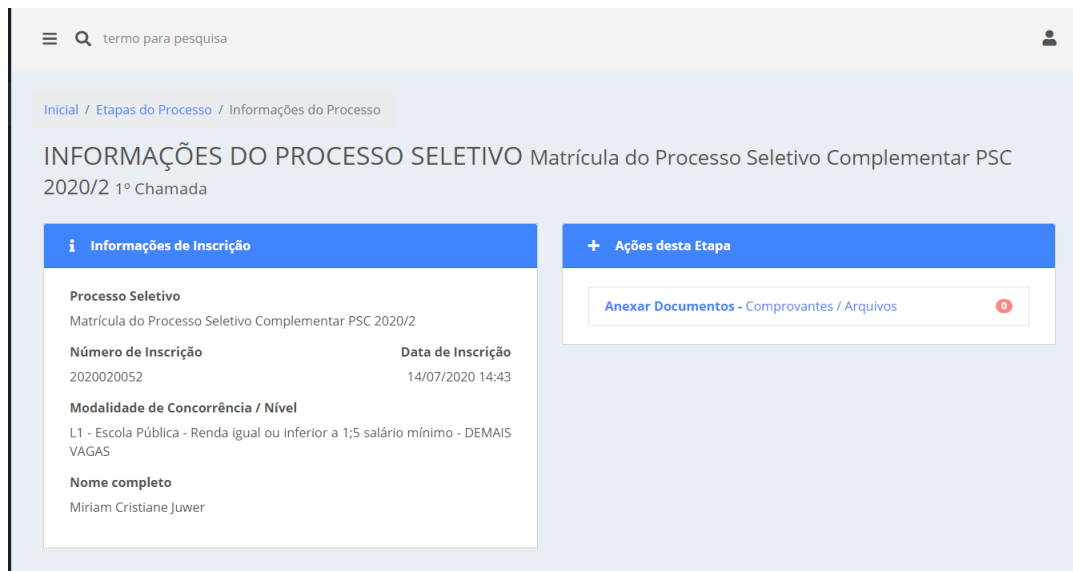 termo para pesquisa
Inicial / Etapas do Processo / Informações do Processo
INFORMAÇÕES DO PROCESSO SELETIVO Matrícula do Processo Seletivo Complementar PSC
2020/2 1º Chamada
Informações de Inscrição
Processo Seletivo
Matrícula do Processo Seletivo Complementar PSC 2020/2
Número de Inscrição Data de Inscrição
2020020052 14/07/2020 14:43
Modalidade de Concorrência / Nível
L1 - Escola Pública - Renda igual ou inferior a 1;5 salário mínimo - DEMAIS
VAGAS
Nome completo
Miriam Cristiane Juwer
Ações desta Etapa
Anexar Documentos - Comprovantes / Arquivos 0